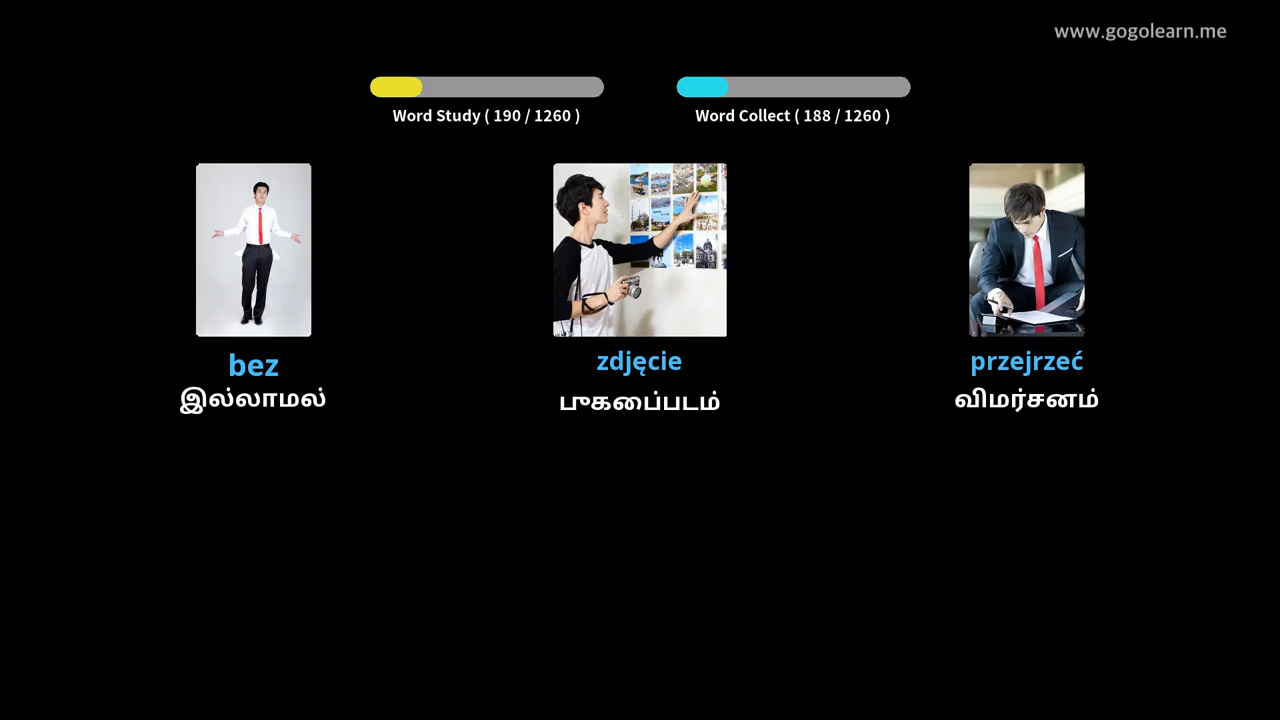 www.gogolearn.me
Word Study ( 190 / 1260 )
Word Collect ( 188 / 1260 )
bez
இல்லாமல்
zdjęcie
புகைப்படம்
przejrzeć
விமர்சனம்